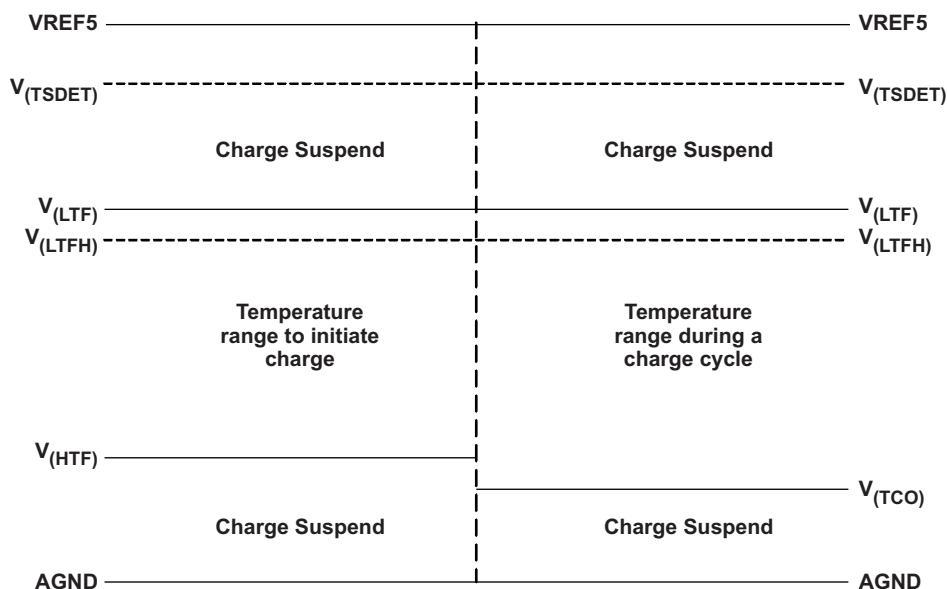 VREF5 VREF5
V(TSDET) V(TSDET)
Charge Suspend Charge Suspend
V(LTF) V(LTF)
V(LTFH) V(LTFH)
Temperature Temperature
range to initiate range during a
charge charge cycle
V(HTF)
V(TCO)
Charge Suspend Charge Suspend
AGND AGND